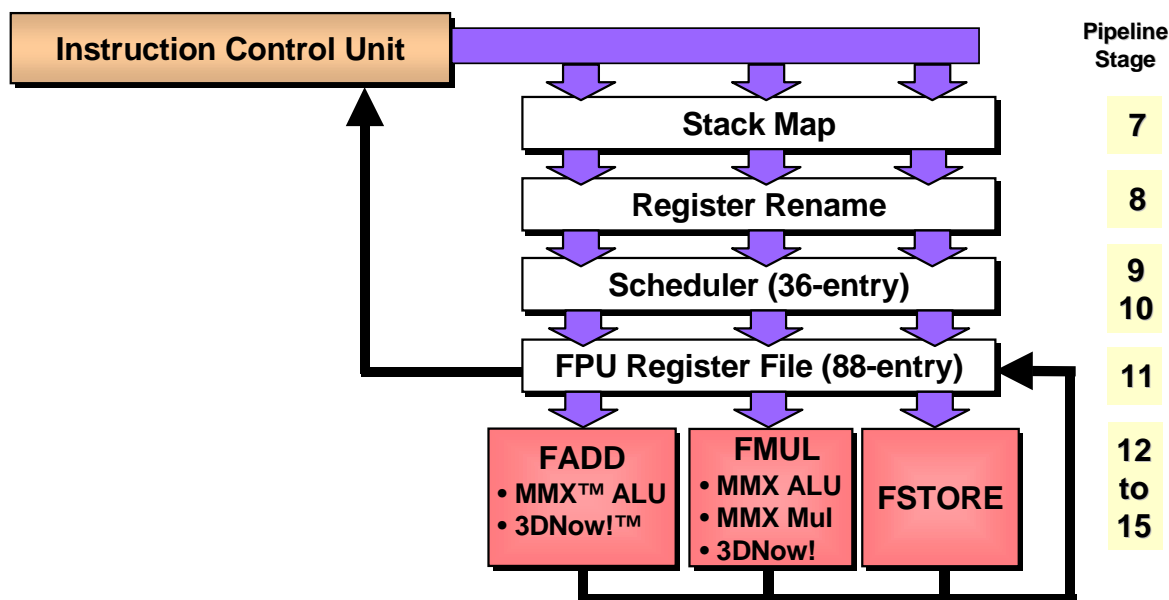 Instruction Control Unit
Pipeline
Stage
Stack Map
7
Register Rename
8
Scheduler (36-entry)
9
10
FPU Register File (88-entry)
11
FADD
• MMX™ ALU
• 3DNow!™
FMUL
• MMX ALU
• MMX Mul
• 3DNow!
FSTORE
12
to
15